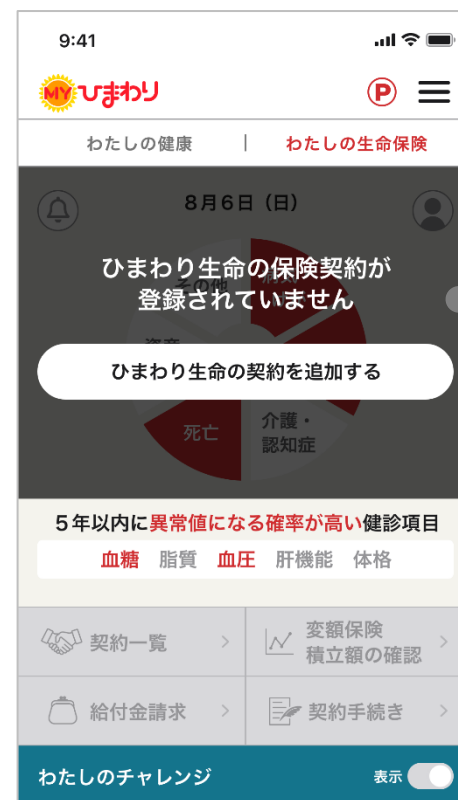 9:41
MYひまわり
P
わたしの健康 | わたしの生命保険
8月6日（日）
ひまわり生命の保険契約が
登録されていません
その他
ひまわり生命の契約を追加する
死亡
介護・
認知症
5年以内に異常値になる確率が高い健診項目
血糖 脂質 血圧 肝機能 体格
契約一覧
変額保険
積立額の確認
給付金請求
契約手続き
わたしのチャレンジ
表示